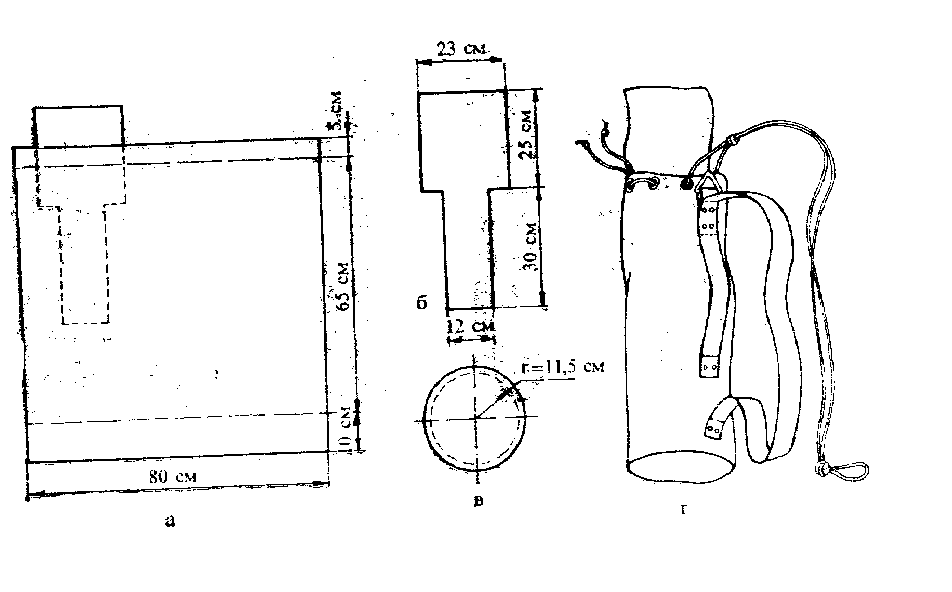 5 см
65 см
10 см
80 см
а
23 см
25 см
30 см
12 см
б
r=11,5 см
в
г